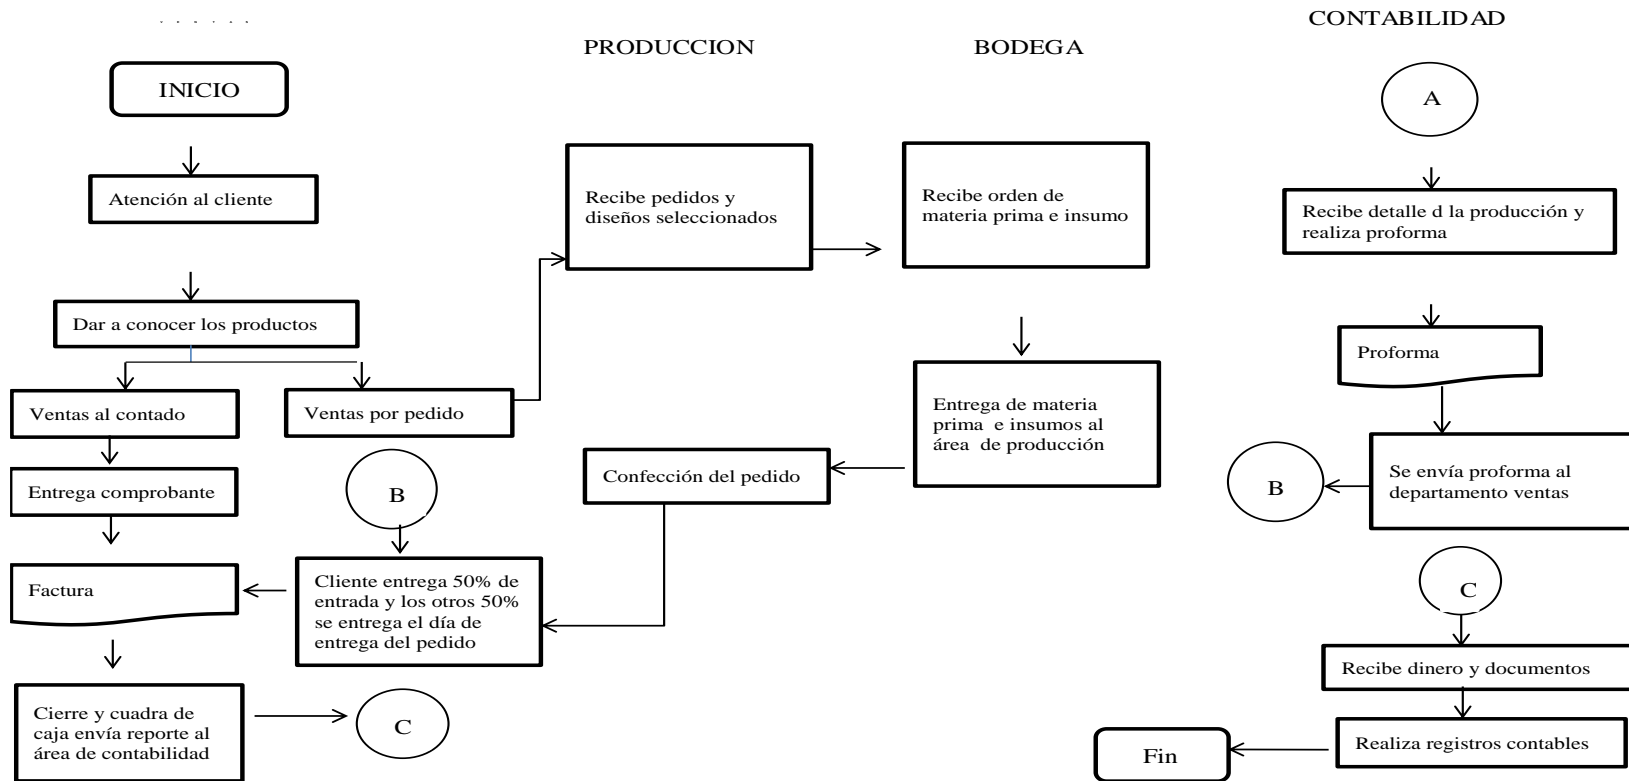 CONTABILIDAD
PRODUCCION
BODEGA
INICIO
A
Atención al cliente
Recibe pedidos y
diseños seleccionados
Recibe orden de
materia prima e insumo
Recibe detalle d la producción y
realiza proforma
Dar a conocer los productos
Proforma
Ventas al contado
Ventas por pedido
Entrega de materia
prima e insumos al
área de producción
Confección del pedido
Se envía proforma al
departamento ventas
Entrega comprobante
B
B
Factura
Cliente entrega 50% de
entrada y los otros 50%
se entrega el día de
entrega del pedido
C
Recibe dinero y documentos
Cierre y cuadra de
caja envía reporte al
área de contabilidad
C
Realiza registros contables
Fin